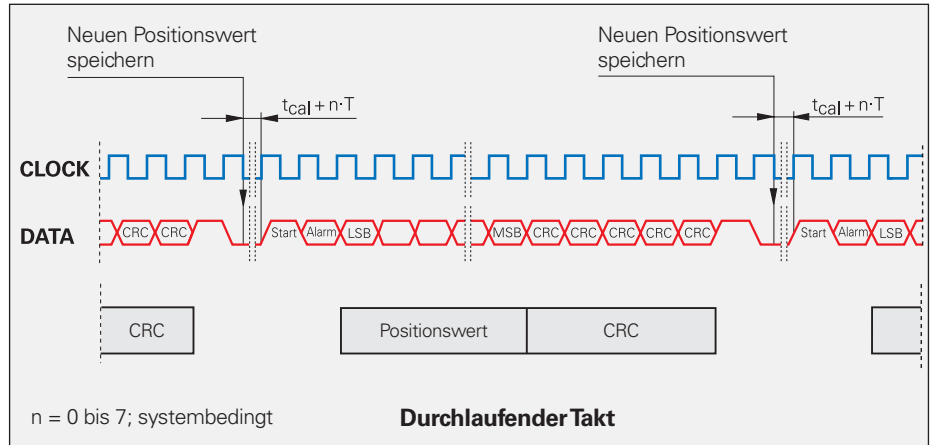 Neuen Positionswert
speichern
Neuen Positionswert
speichern
tcal + n·T
tcal + n·T
CLOCK
DATA
CRC CRC Start Alarm LSB MSB CRC CRC CRC CRC CRC Start Alarm LSB
CRC Positionswert CRC
n = 0 bis 7; systembedingt
Durchlaufender Takt